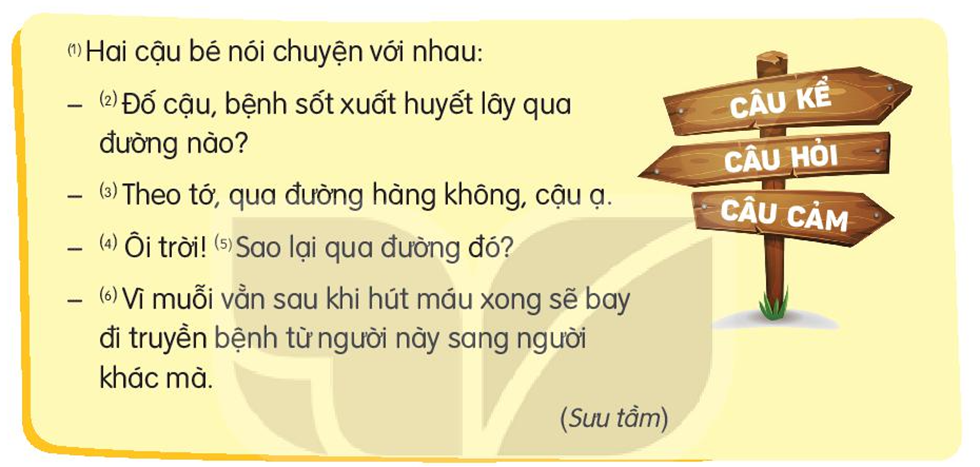 (1) Hai cậu bé nói chuyện với nhau:
– (2) Đố cậu, bệnh sốt xuất huyết lây qua
đường nào?
– (3) Theo tớ, qua đường hàng không, cậu ạ.
– (4) Ôi trời! (5) Sao lại qua đường đó?
– (6) Vì muỗi vằn sau khi hút máu xong sẽ bay
đi truyền bệnh từ người này sang người
khác mà.
(Sưu tầm)
CÂU KỂ
CÂU HỎI
CÂU CẢM